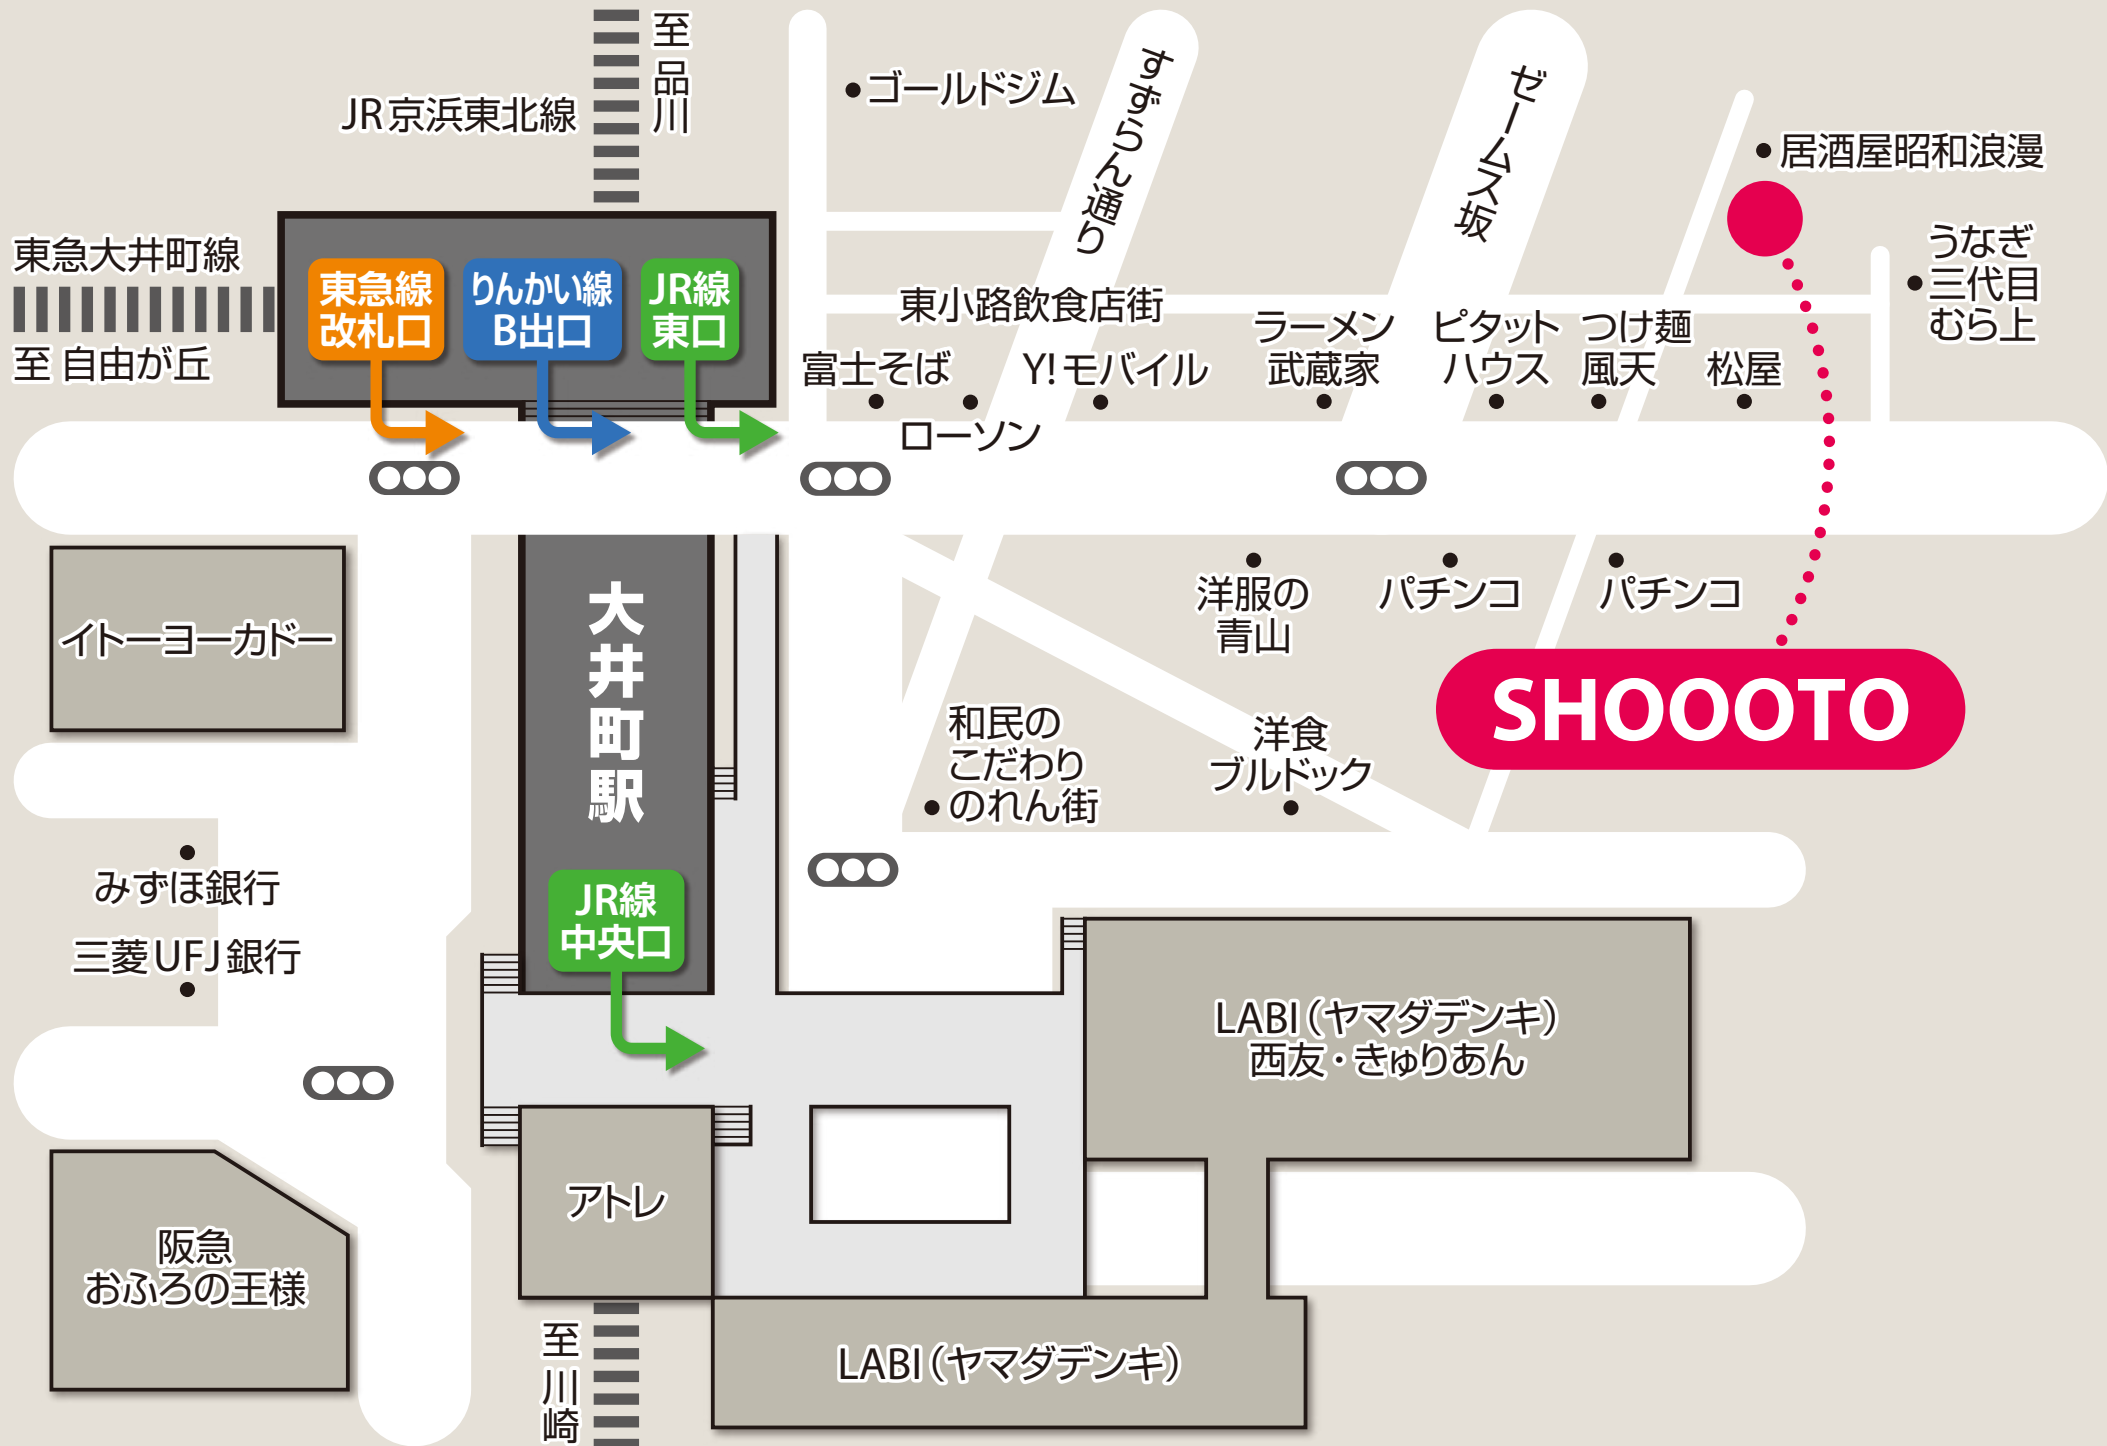 至品川
JR京浜東北線
ゴールドジム
すずらん通り
ゼームス坂
居酒屋昭和浪漫
東急大井町線
至 自由が丘
東急線
改札口
りんかい線
B出口
JR線
東口
東小路飲食店街
うなぎ
三代目
むら上
富士そば
ローソン
Y!モバイル
ラーメン
武蔵家
ピタット
ハウス
つけ麺
風天
松屋
イトーヨーカドー
大井町駅
洋服の
青山
パチンコ
パチンコ
SHOOOTO
和民の
こだわり
のれん街
洋食
ブルドック
みずほ銀行
三菱UFJ銀行
JR線
中央口
LABI（ヤマダデンキ）
西友・きゅりあん
アトレ
阪急
おふろの王様
至川崎
LABI（ヤマダデンキ）